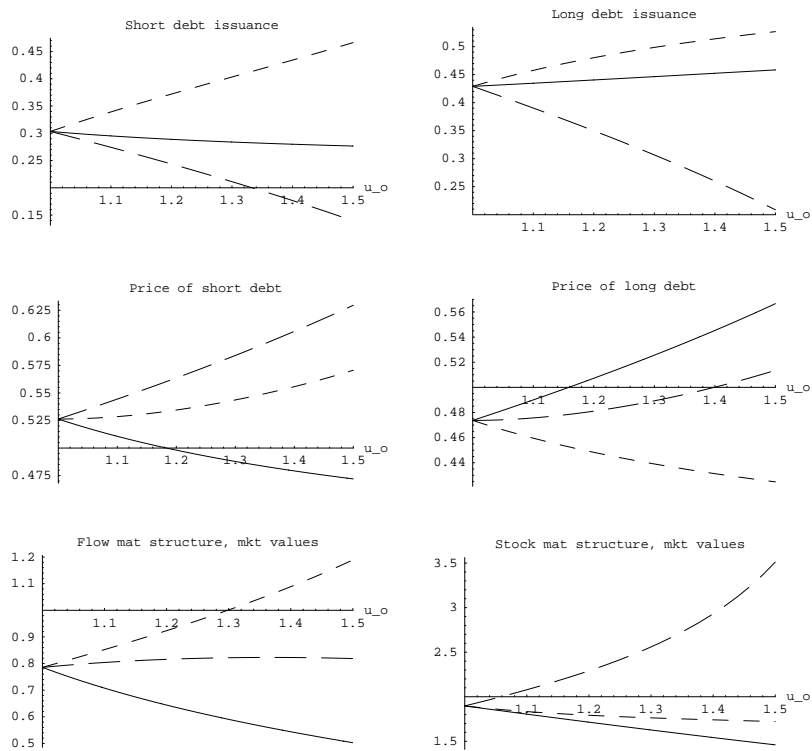 Short debt issuance
0.45
0.4
0.35
0.3
0.25
0.15
1.1 1.2 1.3 1.4 1.5
u_o
Long debt issuance
0.5
0.45
0.4
0.35
0.3
0.25
u_o
1.1 1.2 1.3 1.4 1.5
Price of short debt
0.625
0.6
0.575
0.55
0.525
0.475
u_o
1.1 1.2 1.3 1.4 1.5
Price of long debt
0.56
0.54
0.52
0.48
0.46
0.44
u_o
1.1 1.2 1.3 1.4 1.5
Flow mat structure, mkt values
1.2
1.1
0.9
0.8
0.7
0.6
0.5
u_o
1.1 1.2 1.3 1.4 1.5
Stock mat structure, mkt values
3.5
3
2.5
1.5
u_o
1.1 1.2 1.3 1.4 1.5